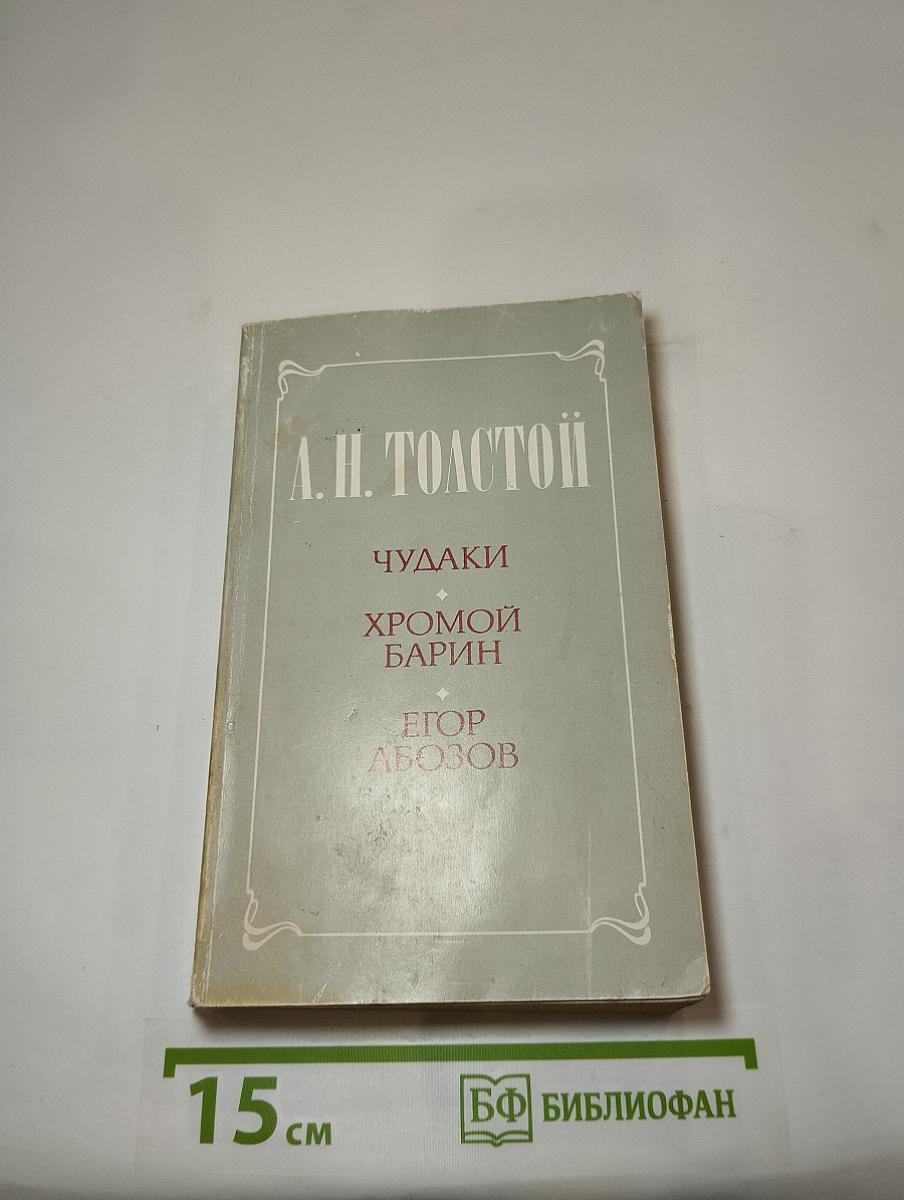 А. Н. ТОЛСТОЙ
ЧУДАКИ
ХРОМОЙ
БАРИН
ЕГОР
АБОЗОВ
15 см
БФ БИБЛИОФАН